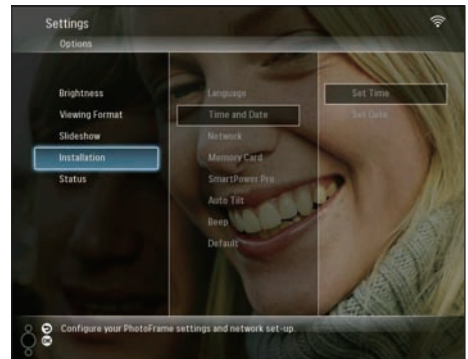 Settings
Options
Brightness
Viewing Format
Slideshow
Installation
Status
Language
Time and Date
Network
Memory Card
SmartPower Pro
Auto Tilt
Beep
Default
Set Time
Set Date
Configure your PhotoFrame settings and network set-up.
OK